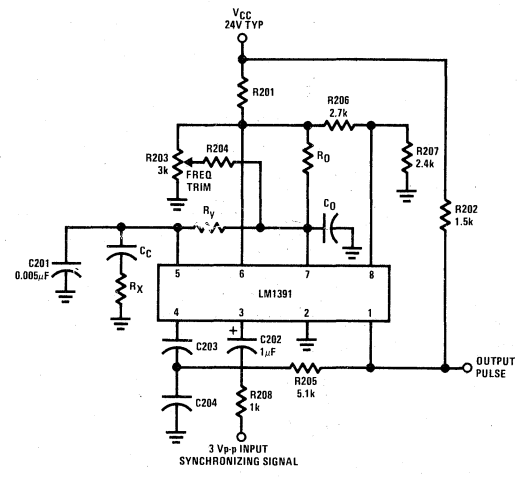 VCC
24V TYP
R201
R206
2.7k
R203
3k
R204
FREQ
TRIM
RO
R207
2.4k
R202
1.5k
Ry
CO
C201
0.005µF
CC
RX
5
6
7
8
LM1391
4
3
2
1
C203
+
C202
1µF
R205
5.1k
OUTPUT
PULSE
C204
R208
1k
3 Vp-p INPUT
SYNCHRONIZING SIGNAL